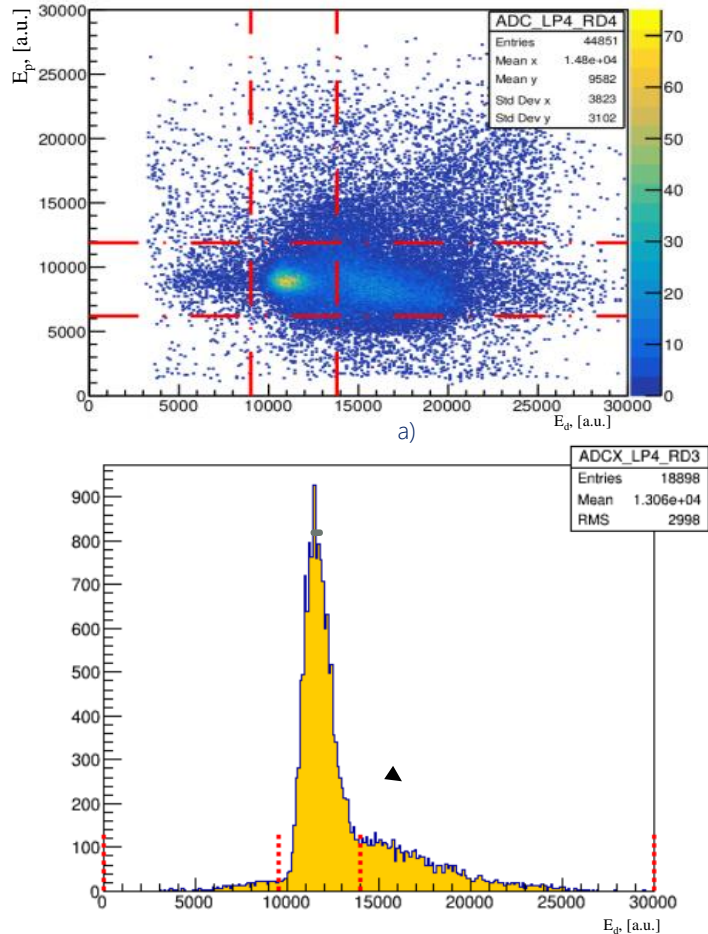 ADC_LP4_RD4
Entries 44851
Mean x 1.48e+04
Mean y 9582
Std Dev x 3823
Std Dev y 3102
E_p, [a.u.]
30000
25000
20000
15000
10000
5000
0
70
60
50
40
30
20
10
0
0 5000 10000 15000 20000 25000 30000
E_d, [a.u.]
a)
ADCX_LP4_RD3
Entries 18898
Mean 1.306e+04
RMS 2998
900
800
700
600
500
400
300
200
100
0
0 5000 10000 15000 20000 25000 30000
E_d, [a.u.]